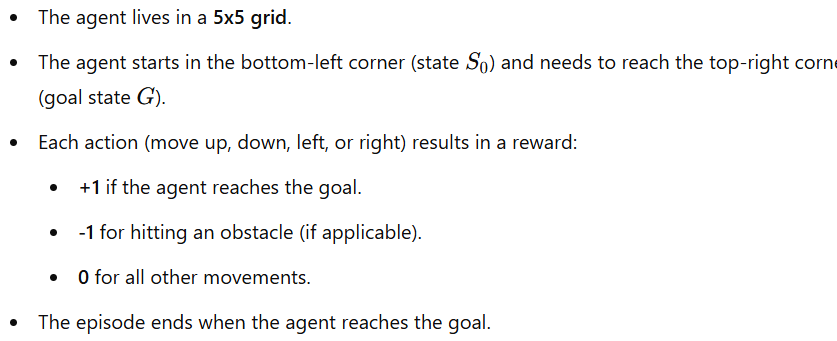 • The agent lives in a 5x5 grid.
• The agent starts in the bottom-left corner (state S₀) and needs to reach the top-right corne
(goal state G).
• Each action (move up, down, left, or right) results in a reward:
• +1 if the agent reaches the goal.
• -1 for hitting an obstacle (if applicable).
• 0 for all other movements.
• The episode ends when the agent reaches the goal.